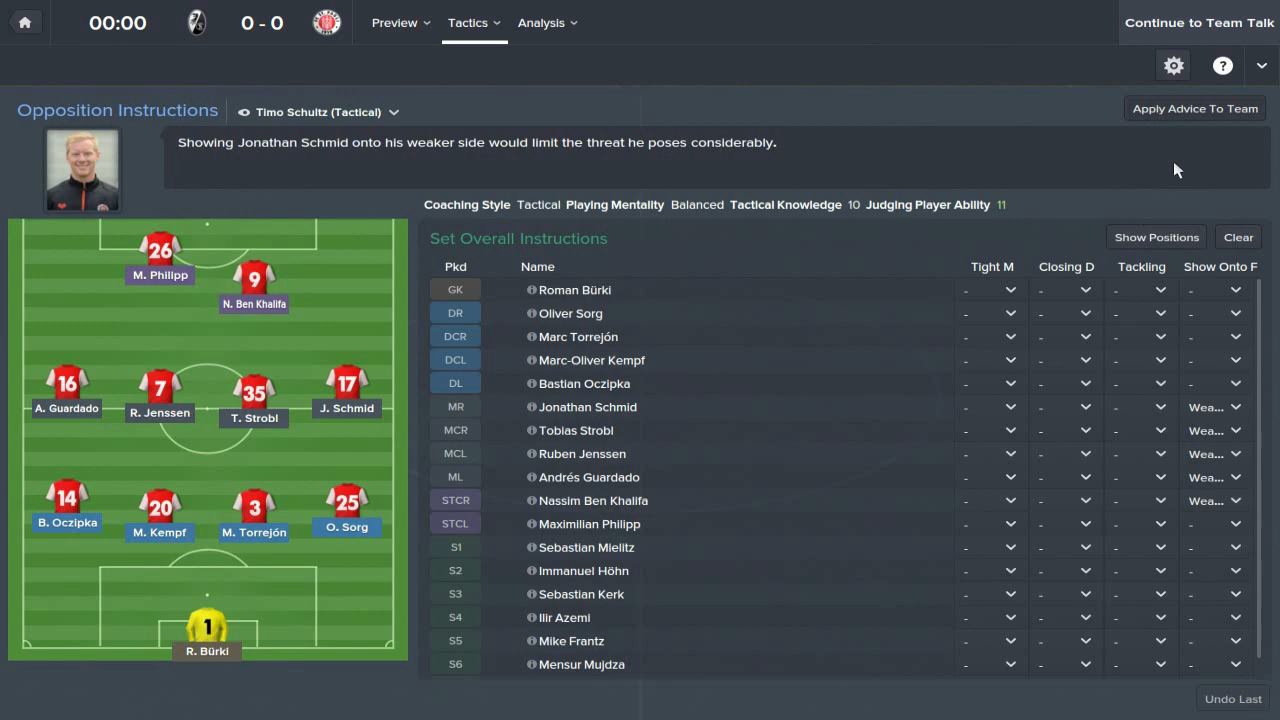 00:00 0 - 0 Preview Tactics Analysis Continue to Team Talk
?
Opposition Instructions Timo Schultz (Tactical) Apply Advice To Team
Showing Jonathan Schmid onto his weaker side would limit the threat he poses considerably.
Coaching Style Tactical Playing Mentality Balanced Tactical Knowledge 10 Judging Player Ability 11
Set Overall Instructions Show Positions Clear
Pkd Name Tight M Closing D Tackling Show Onto F
GK Roman Bürki - - - -
DR Oliver Sorg - - - -
DCR Marc Torrejón - - - -
DCL Marc-Oliver Kempf - - - -
DL Bastian Oczipka - - - -
MR Jonathan Schmid - - - Wea...
MCR Tobias Strobl - - - Wea...
MCL Ruben Jenssen - - - Wea...
ML Andrés Guardado - - - Wea...
STCR Nassim Ben Khalifa - - - Wea...
STCL Maximilian Philipp - - - -
S1 Sebastian Mielitz - - - -
S2 Immanuel Höhn - - - -
S3 Sebastian Kerk - - - -
S4 Ilir Azemi - - - -
S5 Mike Frantz - - - -
S6 Mensur Mujdza - - - -
26
M. Philipp
9
N. Ben Khalifa
16 7 35 17
A. Guardado R. Jenssen T. Strobl J. Schmid
14 20 3 25
B. Oczipka M. Kempf M. Torrejón O. Sorg
1
R. Bürki
Undo Last